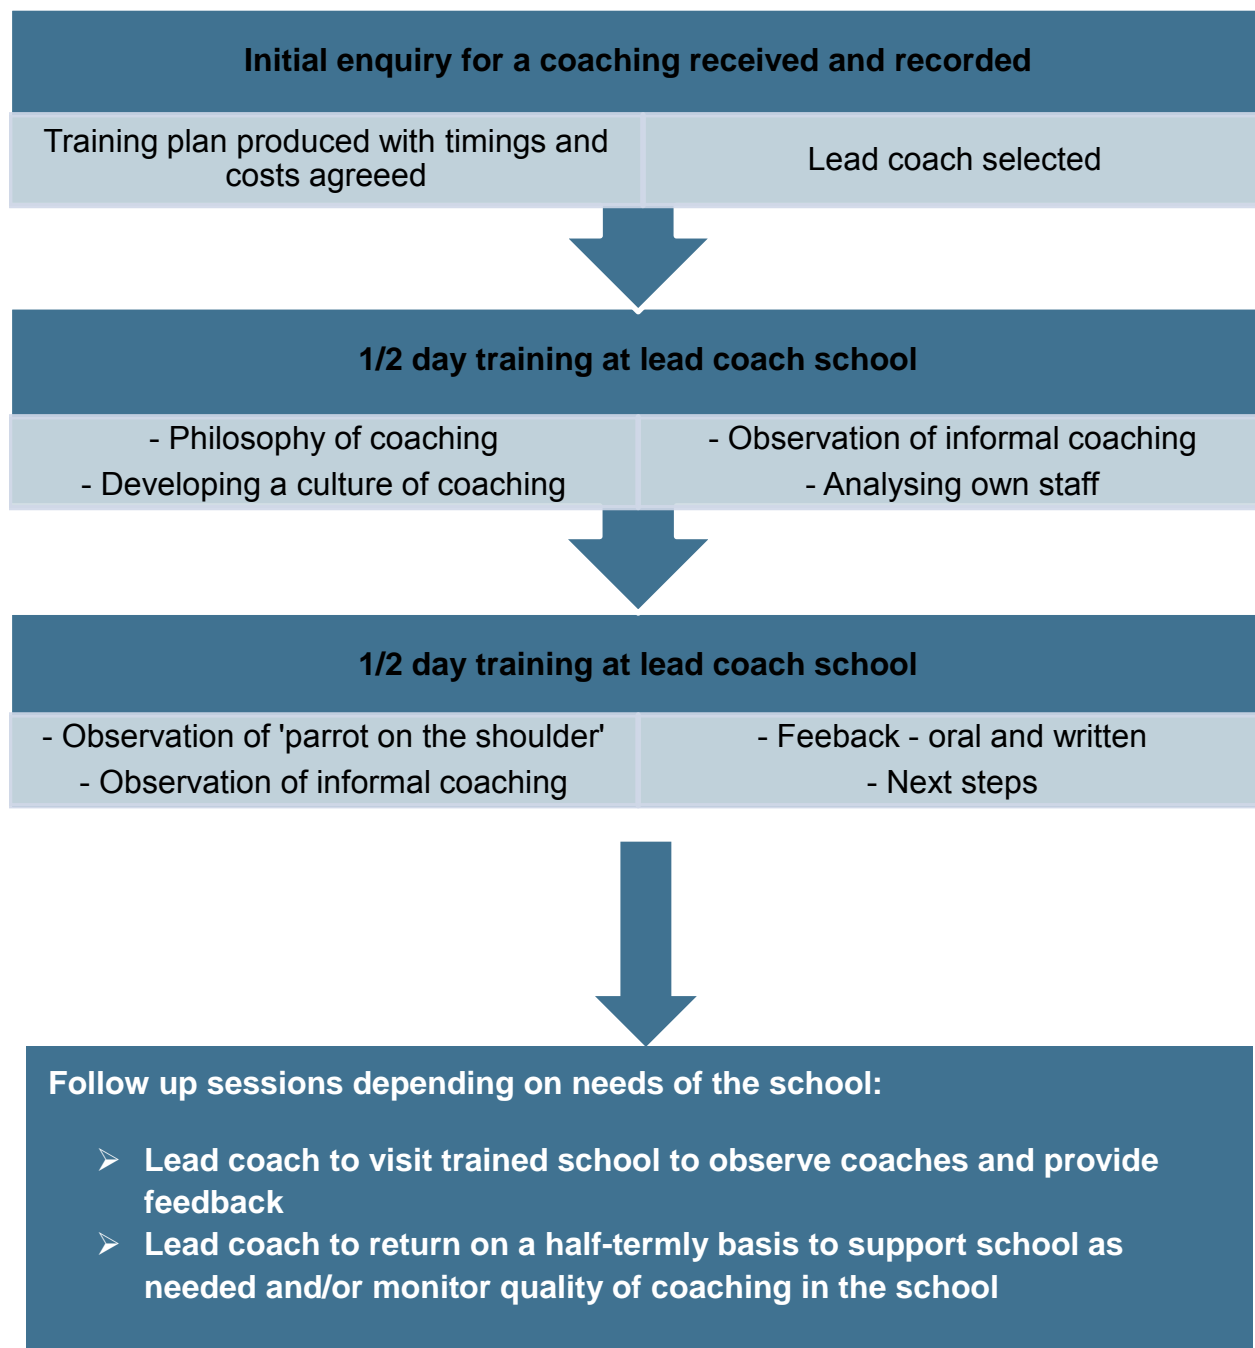 Initial enquiry for a coaching received and recorded
Training plan produced with timings and
costs agreeed
Lead coach selected
1/2 day training at lead coach school
- Philosophy of coaching
- Developing a culture of coaching
- Observation of informal coaching
- Analysing own staff
1/2 day training at lead coach school
- Observation of 'parrot on the shoulder'
- Observation of informal coaching
- Feeback - oral and written
- Next steps
Follow up sessions depending on needs of the school:
➢ Lead coach to visit trained school to observe coaches and provide
feedback
➢ Lead coach to return on a half-termly basis to support school as
needed and/or monitor quality of coaching in the school